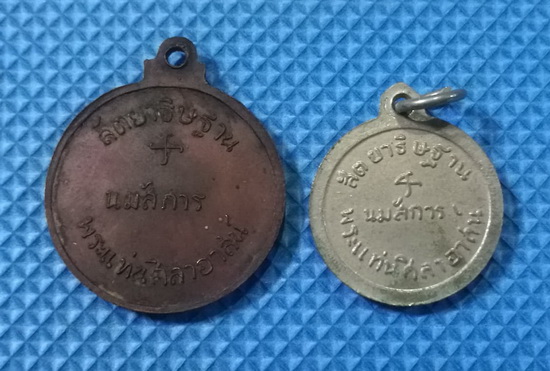 สัตยาธิษฐาน
นมัสการ
พระแท่นศิลาอาสน์
สัตยาธิษฐาน
นมัสการ
พระแท่นศิลาอาสน์